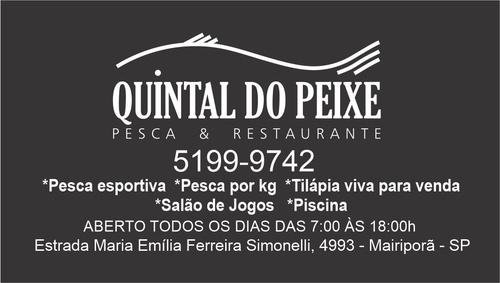 QUINTAL DO PEIXE
PESCA & RESTAURANTE
5199-9742
*Pesca esportiva *Pesca por kg *Tilápia viva para venda
*Salão de Jogos *Piscina
ABERTO TODOS OS DIAS DAS 7:00 ÀS 18:00h
Estrada Maria Emília Ferreira Simonelli, 4993 - Mairiporã - SP